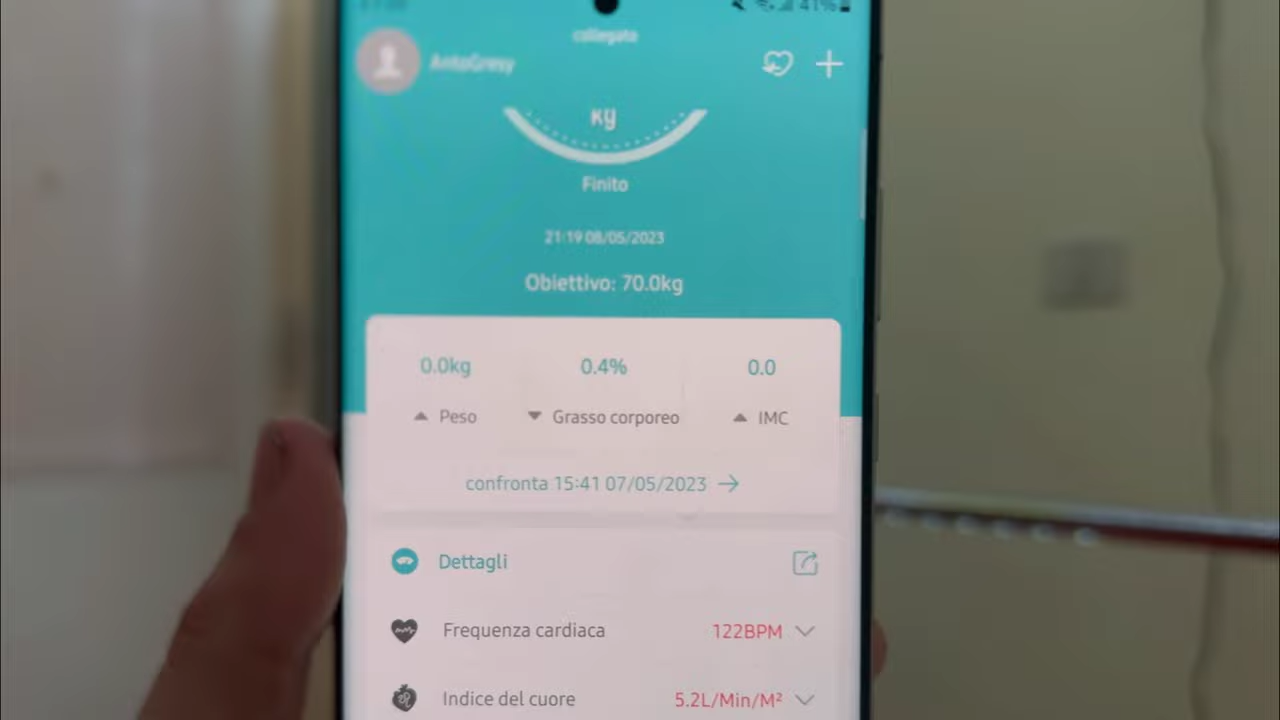 41%
collegato
AntoGresy
kg
Finito
21:19 08/05/2023
Obiettivo: 70.0kg
0.0kg 0.4% 0.0
Peso Grasso corporeo IMC
confronta 15:41 07/05/2023
Dettagli
Frequenza cardiaca 122BPM
Indice del cuore 5.2L/Min/M²